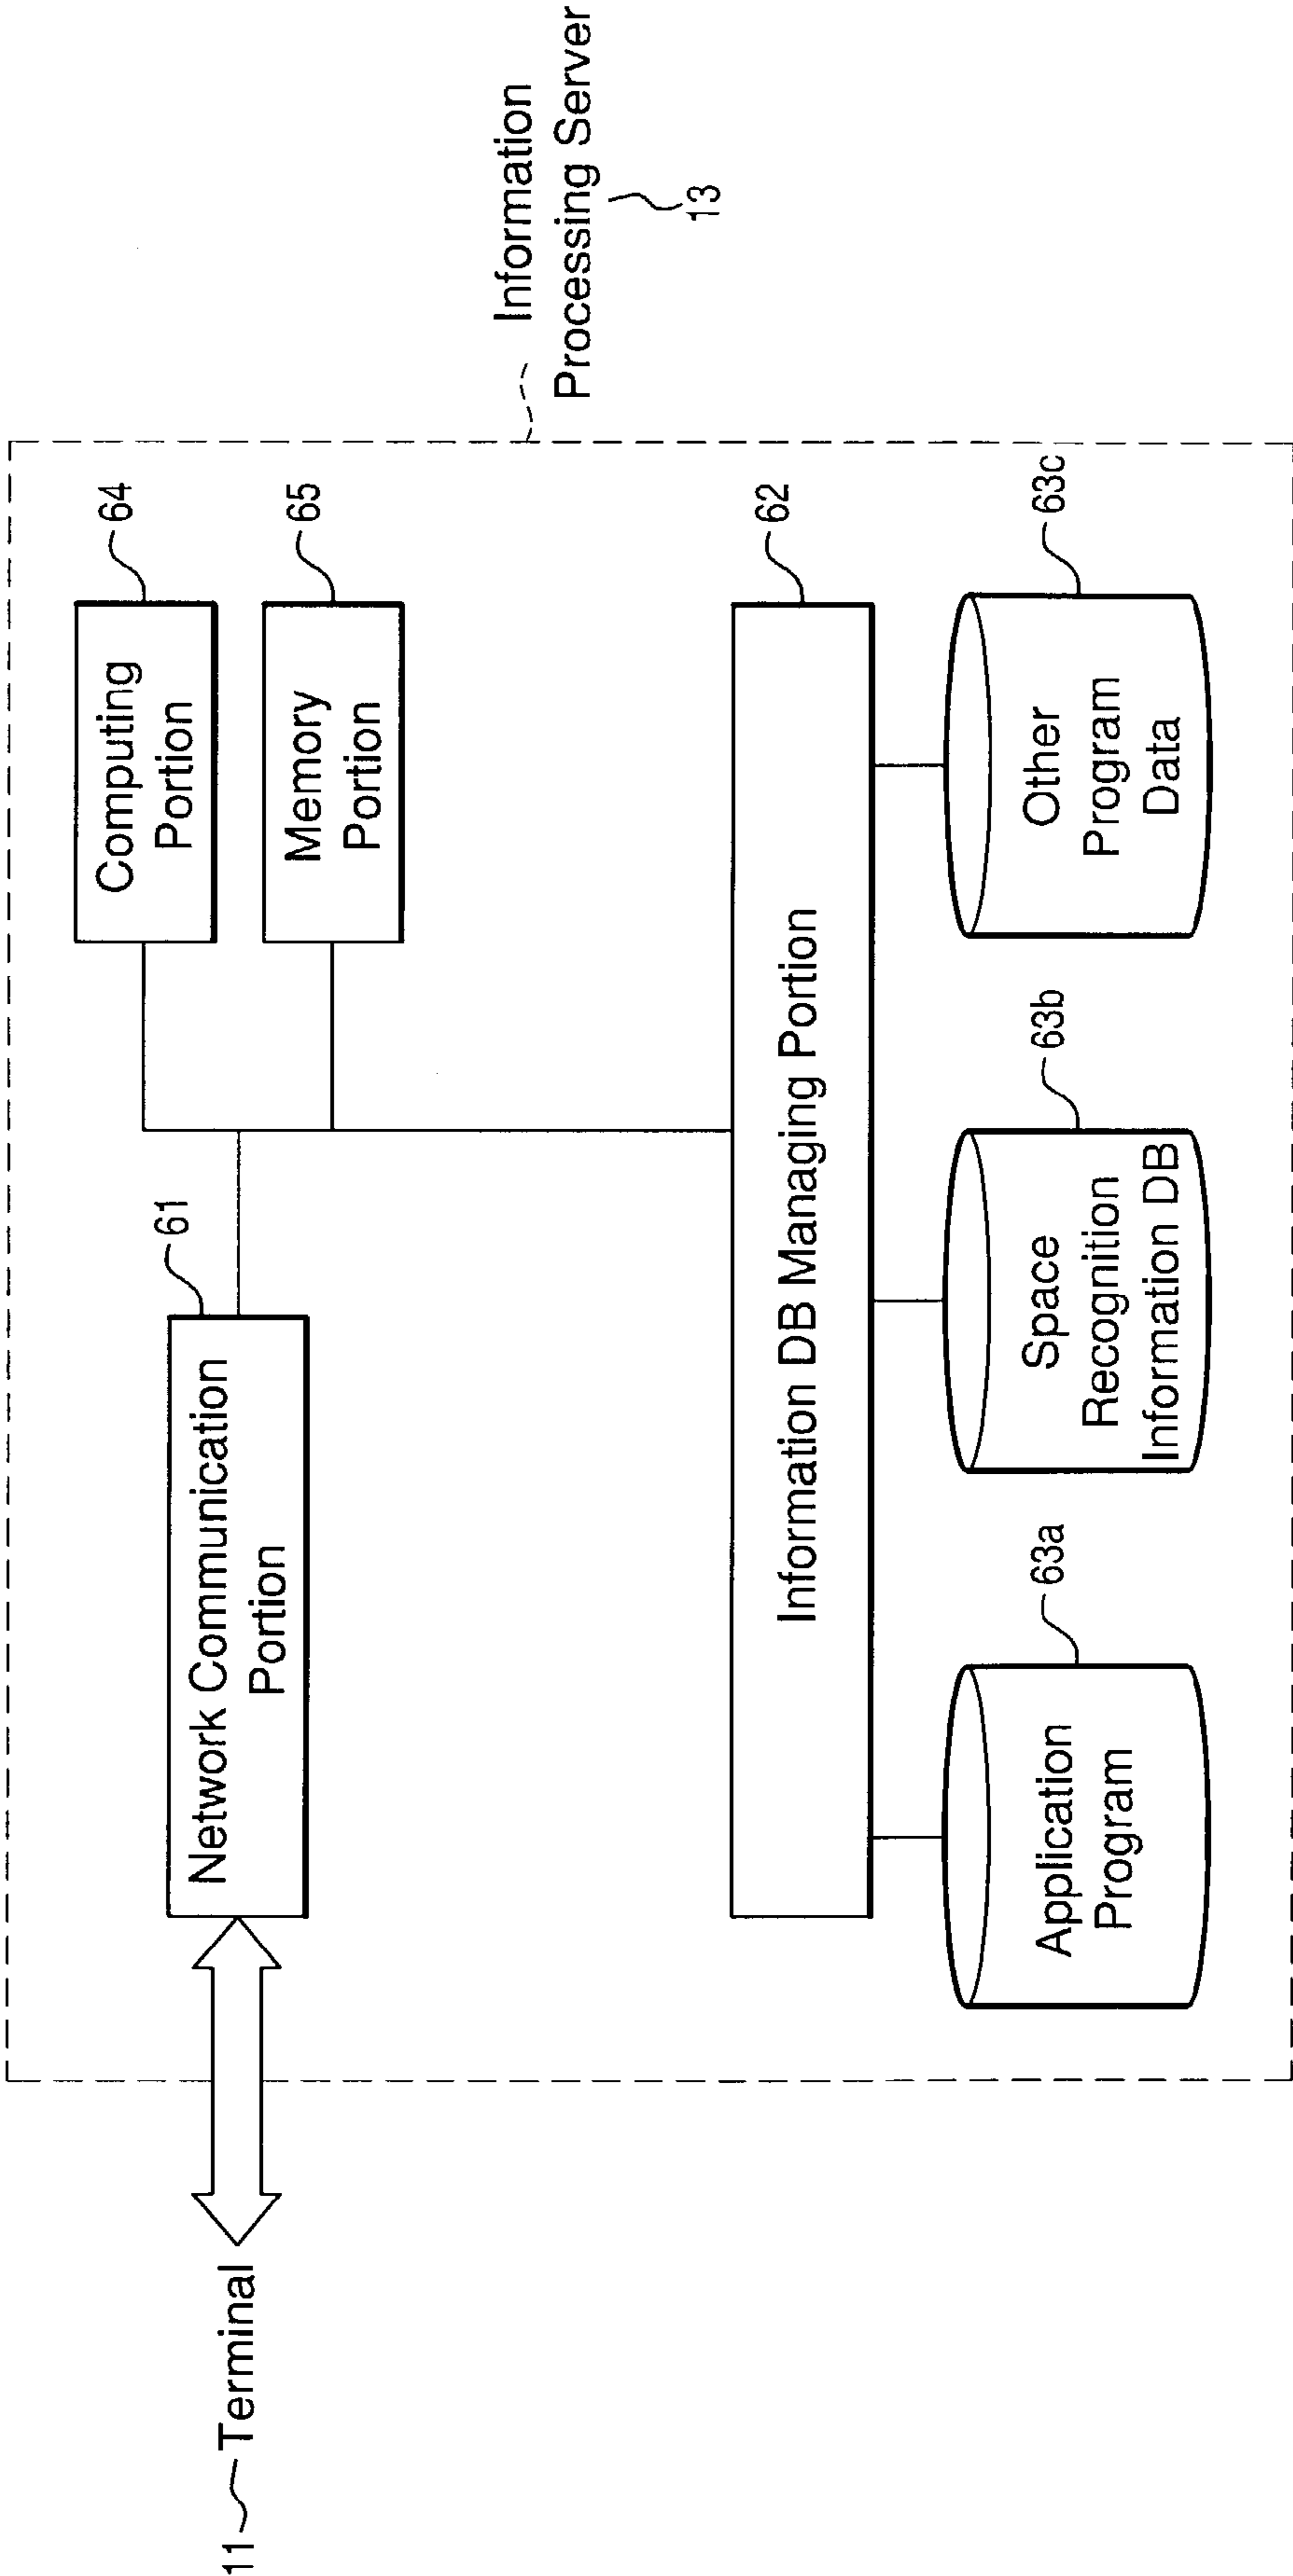 Information
Processing Server
13
Computing
Portion
64
Memory
Portion
65
Network Communication
Portion
61
11
Terminal
Information DB Managing Portion
62
Application
Program
63a
Space
Recognition
Information DB
63b
Other
Program
Data
63c